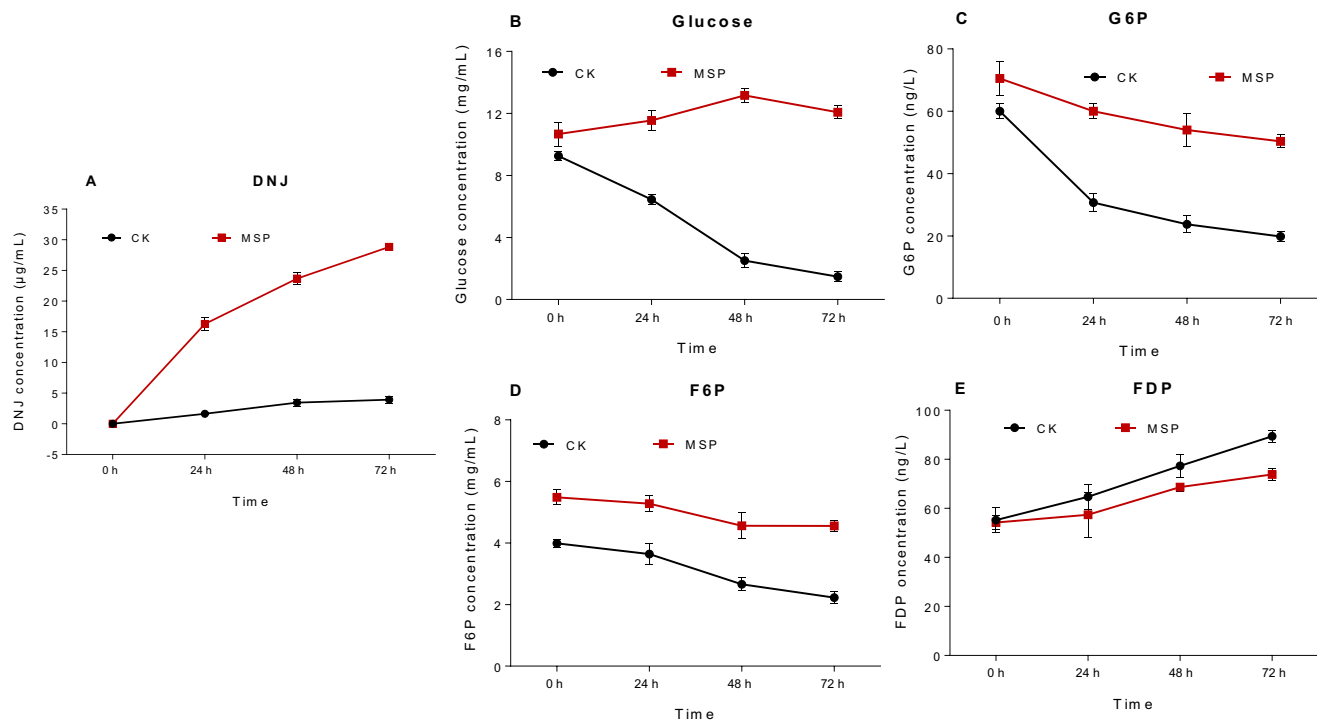 A DNJ
CK MSP
DNJ concentration (μg/mL)
35
30
25
20
15
10
5
0
-5
0 h 24 h 48 h 72 h
Time
B Glucose
CK MSP
Glucose concentration (mg/mL)
16
12
8
4
0
0 h 24 h 48 h 72 h
Time
C G6P
CK MSP
G6P concentration (ng/L)
80
60
40
20
0
0 h 24 h 48 h 72 h
Time
D F6P
CK MSP
F6P concentration (mg/mL)
8
6
4
2
0
0 h 24 h 48 h 72 h
Time
E FDP
CK MSP
FDP oncentration (ng/L)
100
80
60
40
20
0
0 h 24 h 48 h 72 h
Time